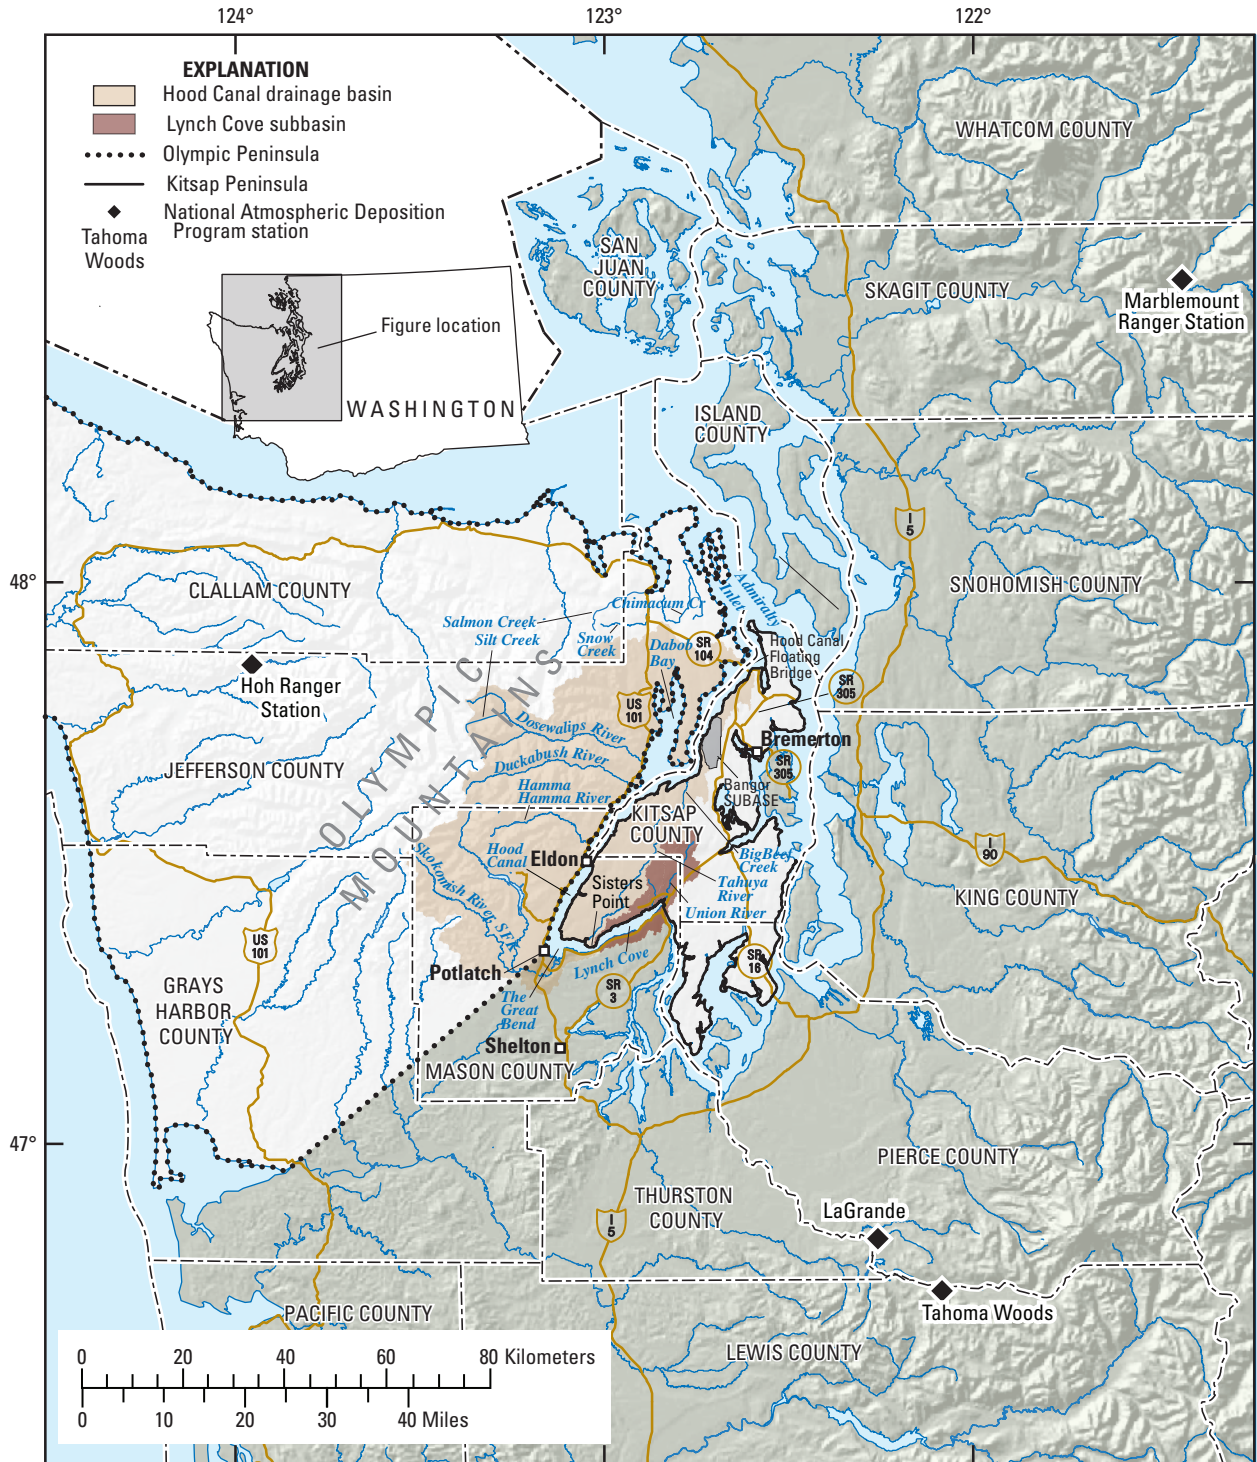 124°
123°
122°
EXPLANATION
Hood Canal drainage basin
Lynch Cove subbasin
Olympic Peninsula
Kitsap Peninsula
National Atmospheric Deposition
Program station
Tahoma
Woods
Figure location
WASHINGTON
WHATCOM COUNTY
SAN
JUAN
COUNTY
SKAGIT COUNTY
Marblemount
Ranger Station
ISLAND
COUNTY
I
5
48°
CLALLAM COUNTY
SNOHOMISH COUNTY
Admiralty
Inlet
Chimacum Cr
Salmon Creek
Silt Creek
Snow
Creek
SR
104
Dabob
Bay
Hood Canal
Floating
Bridge
SR
305
Hoh Ranger
Station
US
101
OLYMPIC
MOUNTAINS
Dosewalips River
Bremerton
Duckabush River
SR
305
JEFFERSON COUNTY
Hamma
Hamma River
Bangor
SUBASE
KITSAP
COUNTY
Hood
Canal
Eldon
BigBeef
Creek
I
90
Skokomish River, SFK
Sisters
Point
Tahuya
River
Union River
KING COUNTY
US
101
Lynch Cove
SR
16
Potlatch
SR
3
GRAYS
HARBOR
COUNTY
The
Great
Bend
Shelton
MASON COUNTY
47°
PIERCE COUNTY
THURSTON
COUNTY
LaGrande
I
5
Tahoma Woods
PACIFIC COUNTY
LEWIS COUNTY
0 20 40 60 80 Kilometers
0 10 20 30 40 Miles